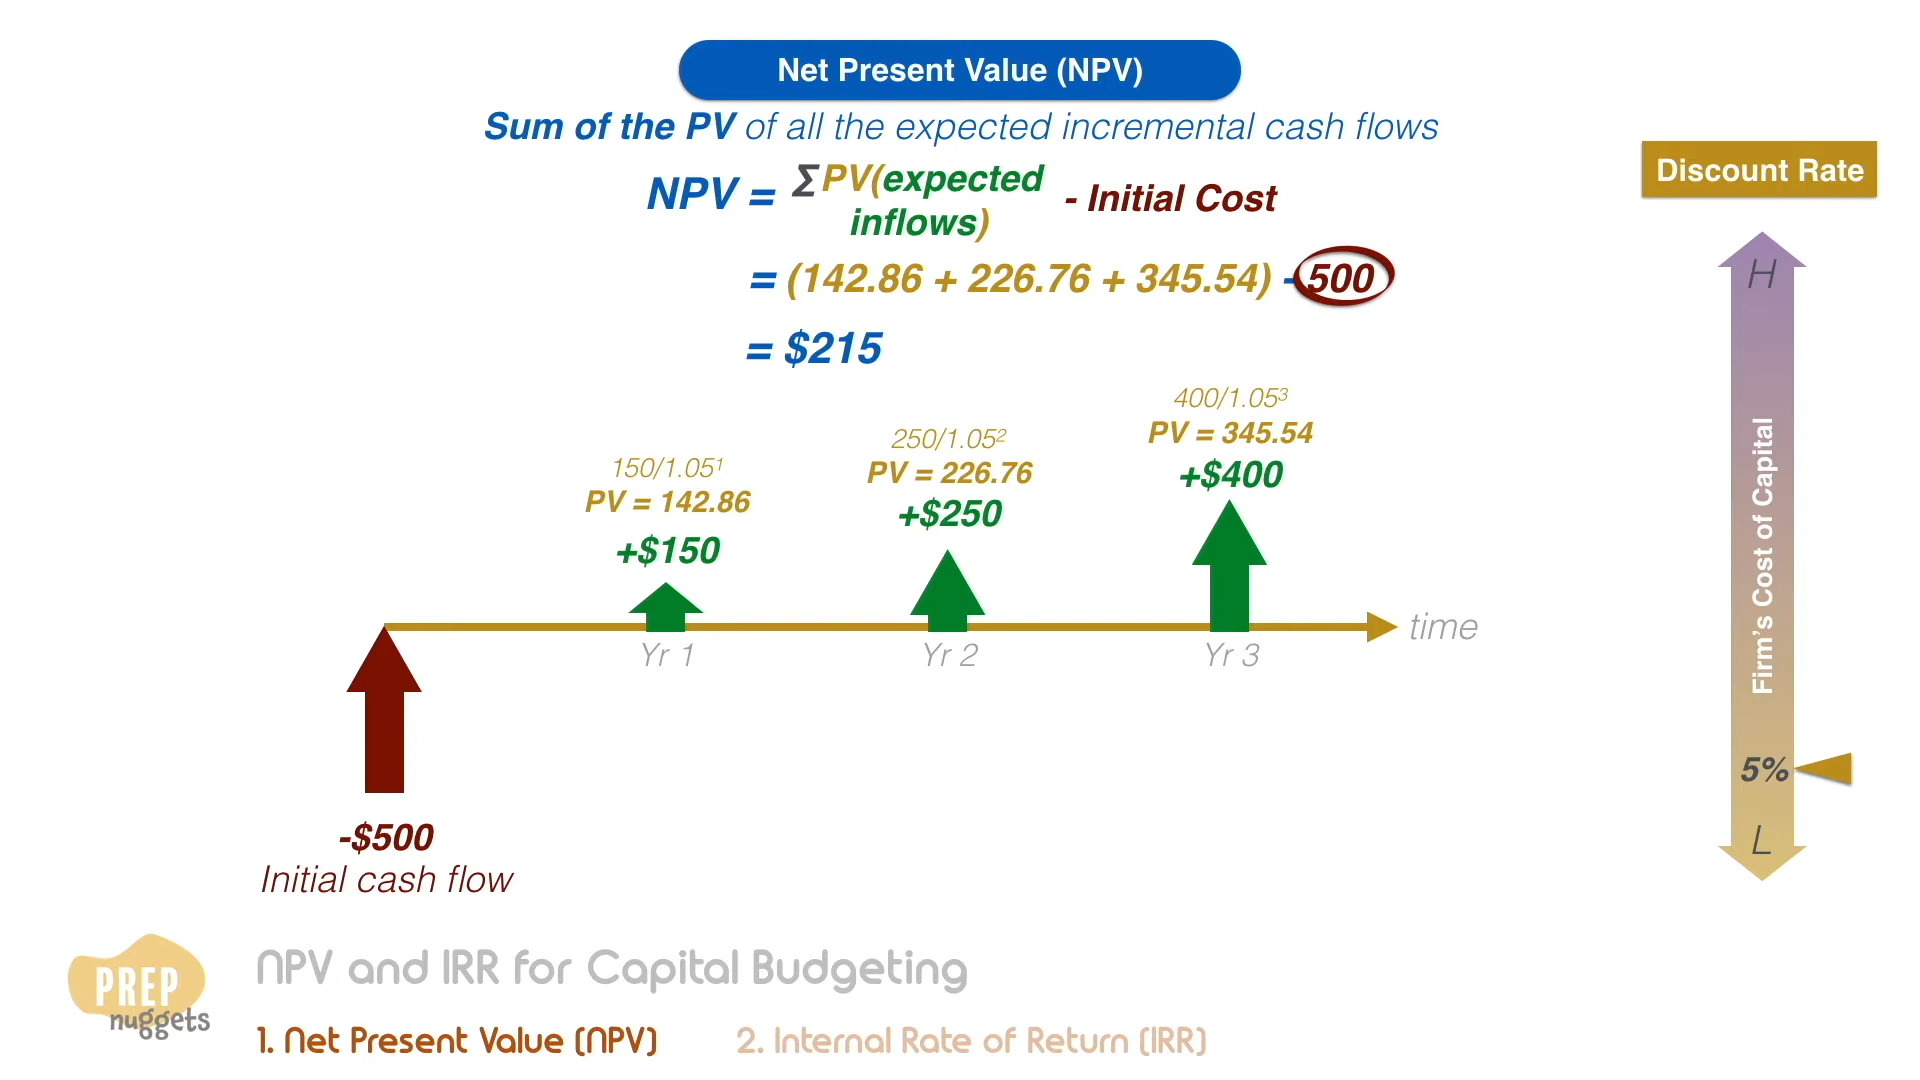 Net Present Value (NPV)
Sum of the PV of all the expected incremental cash flows
NPV = ∑PV(expected inflows) - Initial Cost
= (142.86 + 226.76 + 345.54) - 500
= $215
Discount Rate
H
Firm's Cost of Capital
5%
L
400/1.05³
PV = 345.54
+$400
250/1.05²
PV = 226.76
+$250
150/1.05¹
PV = 142.86
+$150
time
Yr 1
Yr 2
Yr 3
-$500
Initial cash flow
PREP
nuggets
NPV and IRR for Capital Budgeting
1. Net Present Value (NPV)
2. Internal Rate of Return (IRR)